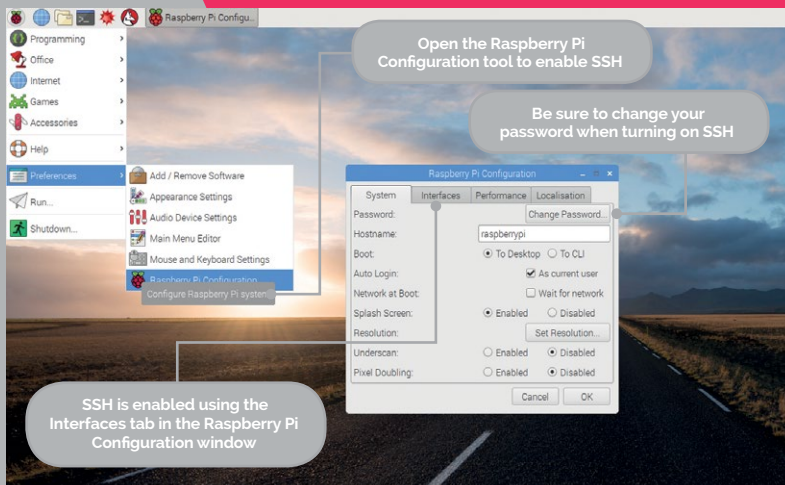 Raspberry Pi Configu..
Programming
Office
Internet
Games
Accessories
Help
Preferences
Run...
Shutdown...
Add / Remove Software
Appearance Settings
Audio Device Settings
Main Menu Editor
Mouse and Keyboard Settings
Raspberry Pi Configuration
Configure Raspberry Pi system
Open the Raspberry Pi
Configuration tool to enable SSH
Be sure to change your
password when turning on SSH
Raspberry Pi Configuration
System Interfaces Performance Localisation
Password: Change Password...
Hostname: raspberrypi
Boot: To Desktop To CLI
Auto Login: As current user
Network at Boot: Wait for network
Splash Screen: Enabled Disabled
Resolution: Set Resolution...
Underscan: Enabled Disabled
Pixel Doubling: Enabled Disabled
Cancel OK
SSH is enabled using the
Interfaces tab in the Raspberry Pi
Configuration window